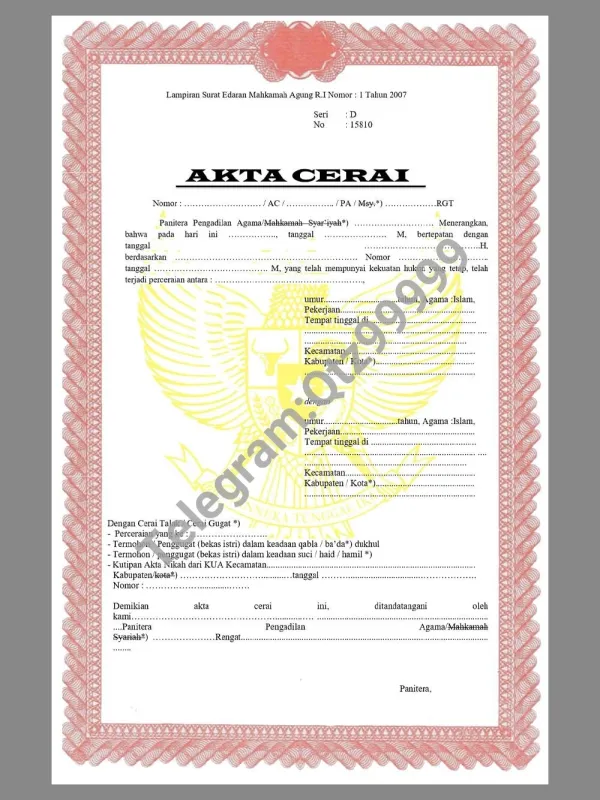 Lampiran Surat Edaran Mahkamah Agung R.I Nomor : 1 Tahun 2007
Seri : D
No : 15810
AKTA CERAI
Nomor : ……………………… / AC / …………….. / PA / Msy.*) ………………RGT
Panitera Pengadilan Agama/Mahkamah Syar'iyah*) ………………………. Menerangkan,
bahwa pada hari ini …………….., tanggal …………………. M, bertepatan dengan
tanggal …………………………………..H,
berdasarkan ……………………………………………………… Nomor ………………………….
tanggal ………………………………. M, yang telah mempunyai kekuatan hukum yang tetap, telah
terjadi perceraian antara : ……………………………………………,
umur..................................tahun, Agama :Islam,
Pekerjaan..............................................................
Tempat tinggal di.................................................
.......................................................................... ....
..........................................................................
Kecamatan...........................................................
Kabupaten / Kota*)..............................................
..............................................................................
dengan
umur..................................tahun, Agama :Islam,
Pekerjaan..............................................................
Tempat tinggal di ................................................
.......................................................................... ....
..........................................................................
Kecamatan...........................................................
Kabupaten / Kota*)..............................................
..............................................................................
Dengan Cerai Talak / Cerai Gugat *)
- Perceraian yang ke ………………………
- Termohon / Penggugat (bekas istri) dalam keadaan qabla / ba'da*) dukhul
- Termohon / penggugat (bekas istri) dalam keadaan suci / haid / hamil *)
- Kutipan Akta Nikah dari KUA Kecamatan................................................................................................
Kabupaten/kota*) …………………………………..tanggal ………………………………………………
Nomor : ……………..............………
Demikian akta cerai ini, ditandatangani oleh
kami……………………………………………………… ..............................................................................
....Panitera Pengadilan Agama/Mahkamah
Syariah*) …………………Rengat...............................................................................................................
........
Panitera,
Telegram:Qtz99999